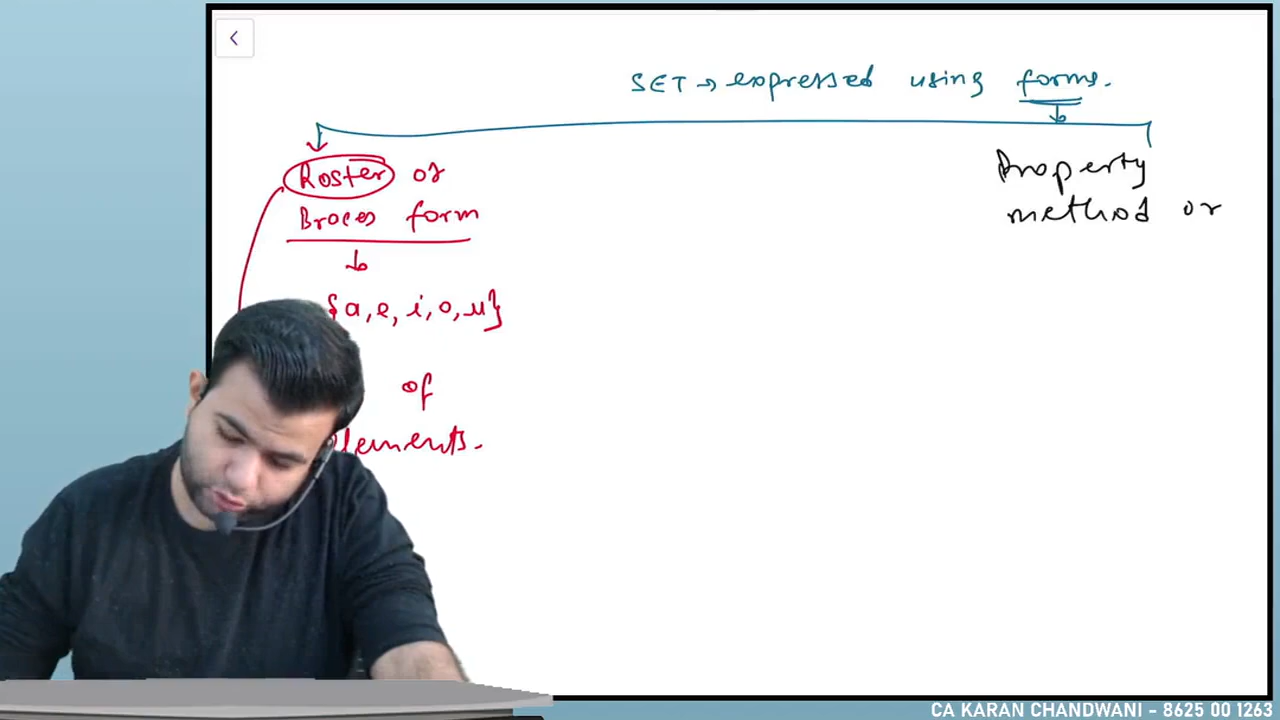 SET → expressed using forms.
Roster or
Braces form
{a, e, i, o, u}
of
elements.
Property
method or
CA KARAN CHANDWANI - 8625 00 1263